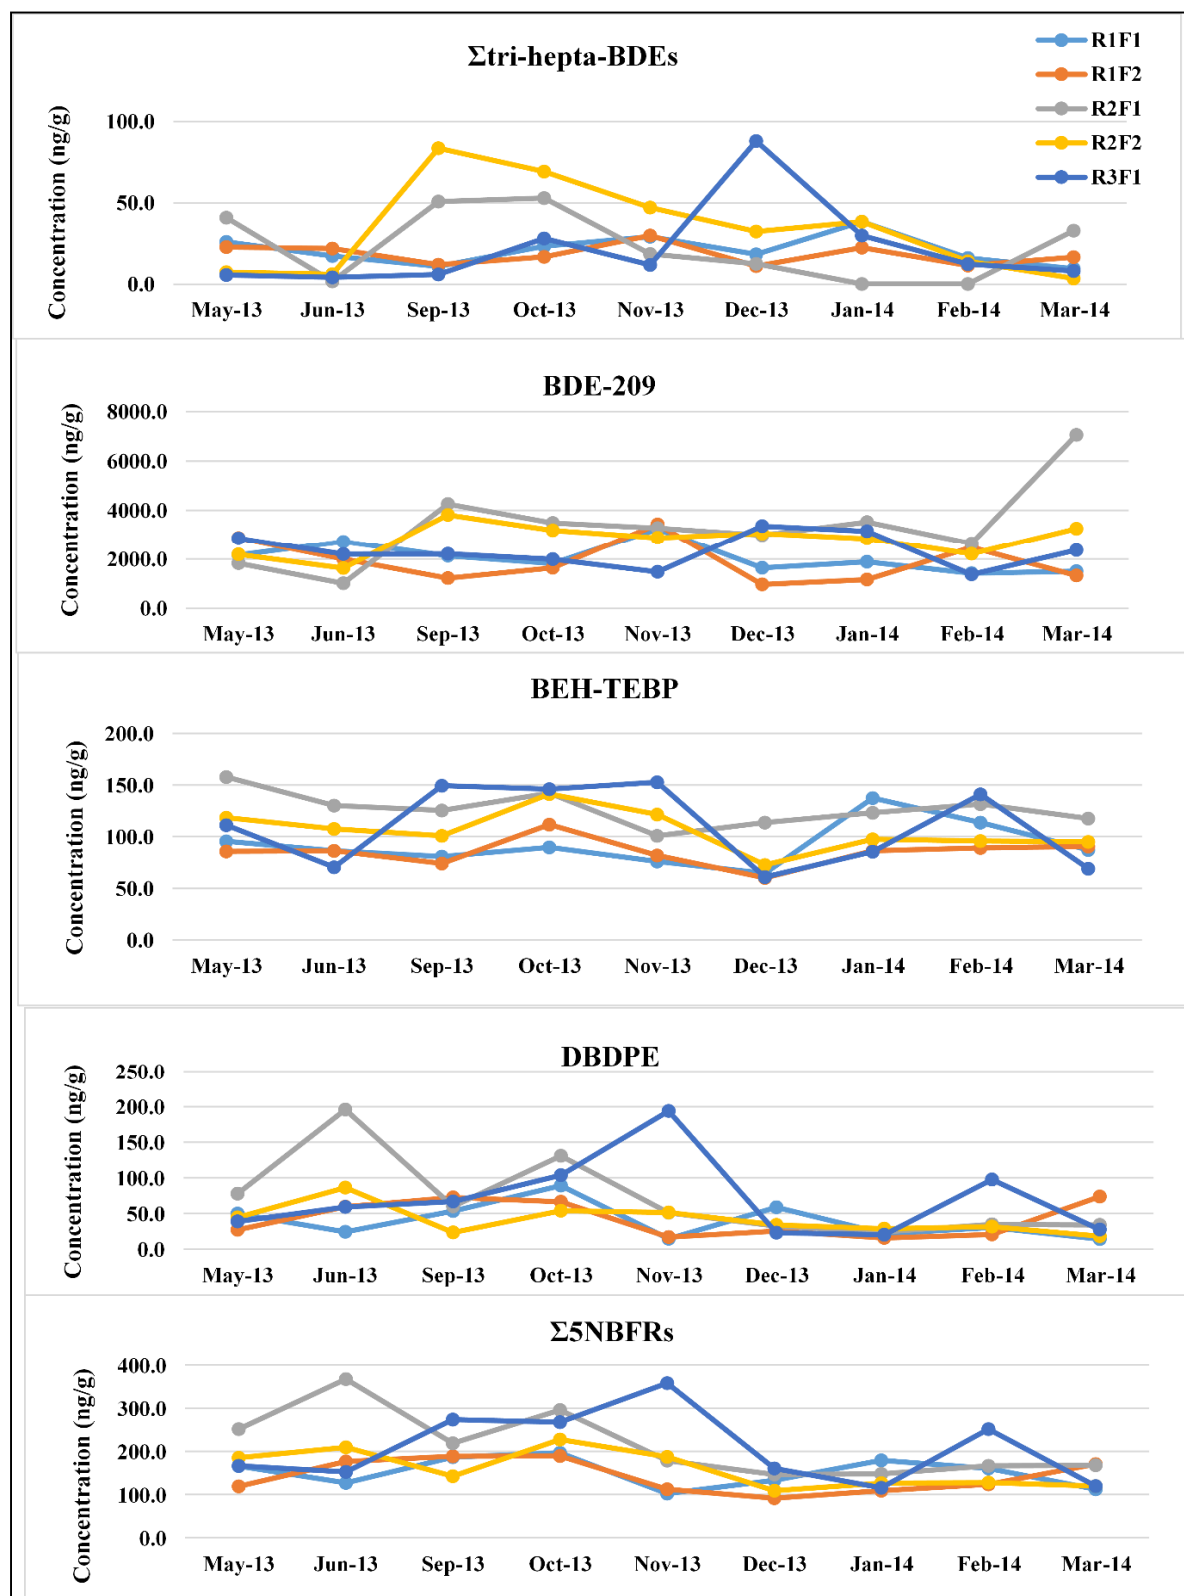 Σtri-hepta-BDEs
R1F1
R1F2
R2F1
R2F2
R3F1
Concentration (ng/g)
100.0
50.0
0.0
May-13 Jun-13 Sep-13 Oct-13 Nov-13 Dec-13 Jan-14 Feb-14 Mar-14
BDE-209
Concentration (ng/g)
8000.0
6000.0
4000.0
2000.0
0.0
May-13 Jun-13 Sep-13 Oct-13 Nov-13 Dec-13 Jan-14 Feb-14 Mar-14
BEH-TEBP
Concentration (ng/g)
200.0
150.0
100.0
50.0
0.0
May-13 Jun-13 Sep-13 Oct-13 Nov-13 Dec-13 Jan-14 Feb-14 Mar-14
DBDPE
Concentration (ng/g)
250.0
200.0
150.0
100.0
50.0
0.0
May-13 Jun-13 Sep-13 Oct-13 Nov-13 Dec-13 Jan-14 Feb-14 Mar-14
Σ5NBFRs
Concentration (ng/g)
400.0
300.0
200.0
100.0
0.0
May-13 Jun-13 Sep-13 Oct-13 Nov-13 Dec-13 Jan-14 Feb-14 Mar-14